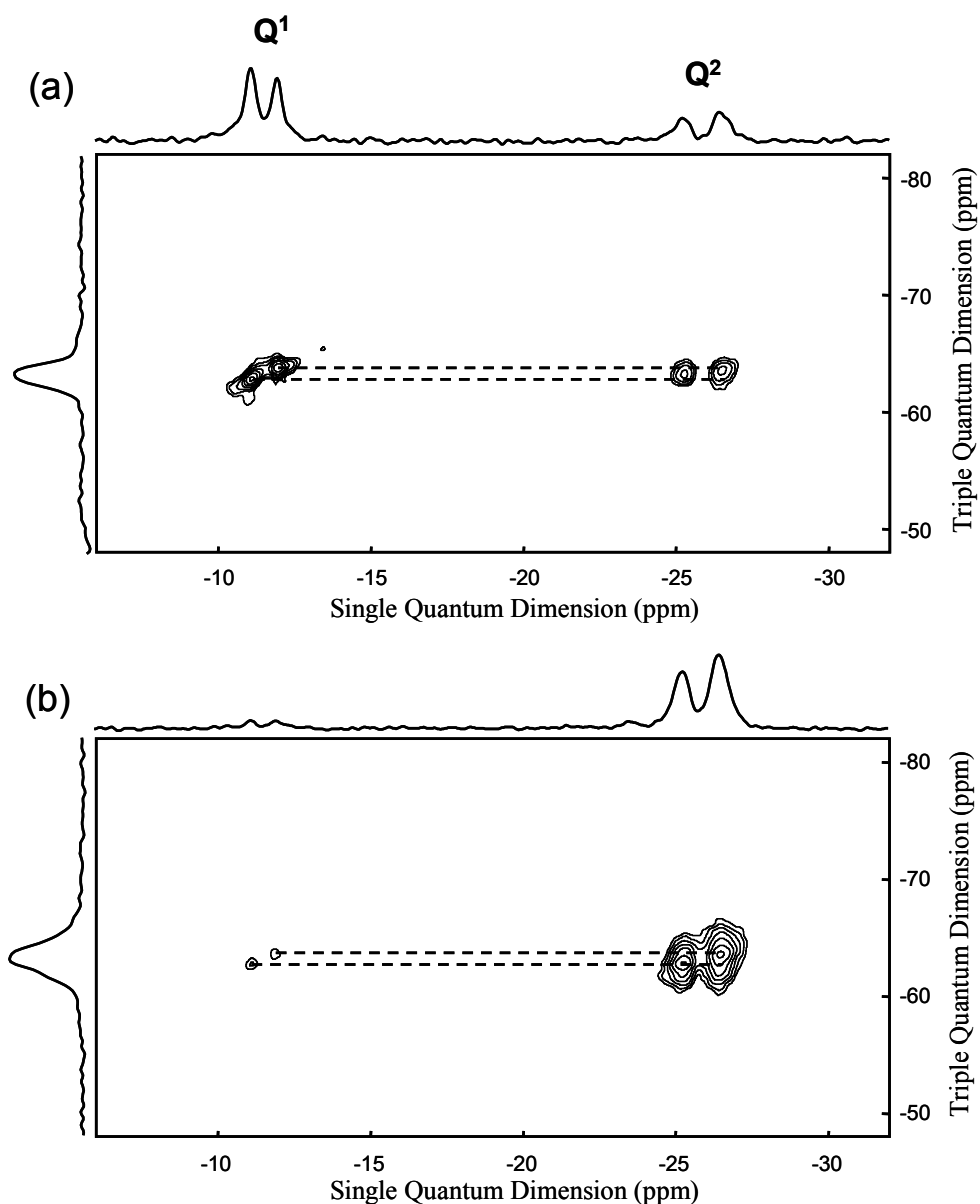 Q¹
Q²
(a)
-80
-70
-60
-50
Triple Quantum Dimension (ppm)
-10 -15 -20 -25 -30
Single Quantum Dimension (ppm)
(b)
-80
-70
-60
-50
Triple Quantum Dimension (ppm)
-10 -15 -20 -25 -30
Single Quantum Dimension (ppm)